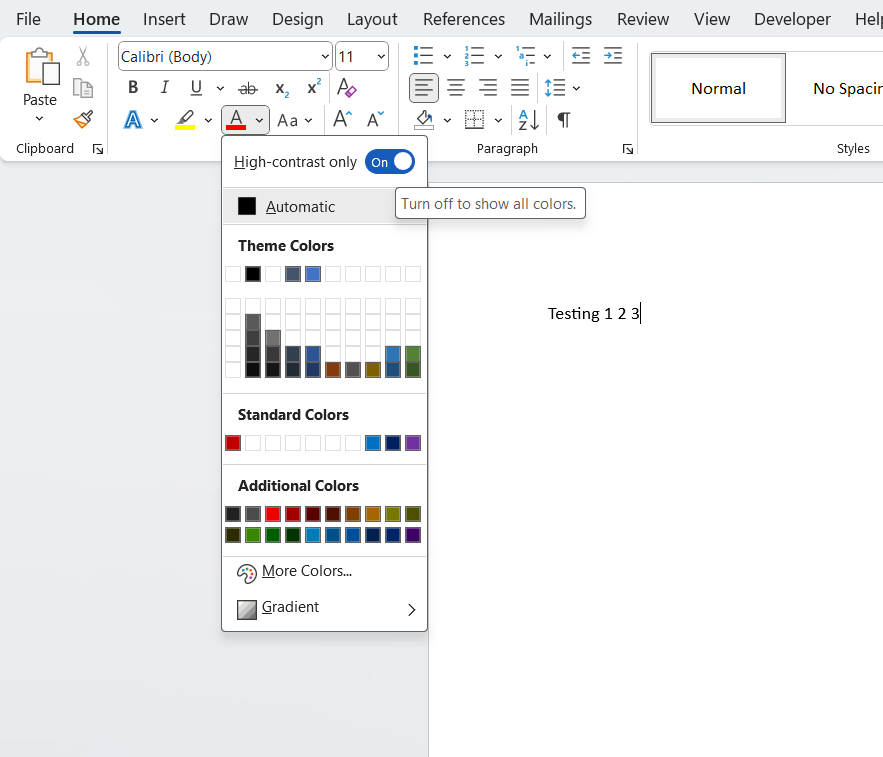 File Home Insert Draw Design Layout References Mailings Review View Developer Help
Calibri (Body) 11
Paste
B I U ab x₂ x² A
A A Aa A A A Z
Clipboard Paragraph Styles
Normal No Spacin
High-contrast only On
Automatic
Turn off to show all colors.
Theme Colors
Testing 1 2 3
Standard Colors
Additional Colors
More Colors...
Gradient